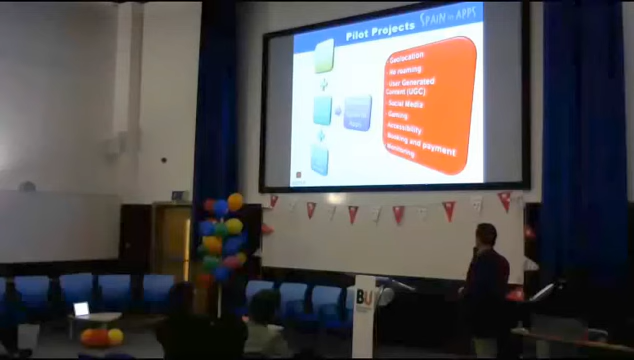 Pilot Projects
SPAIN in APPS
- Geolocation
- No roaming
- User Generated
Content (UGC)
- Social Media
- Gaming
- Accessibility
- Booking and payment
- Monitoring
BU